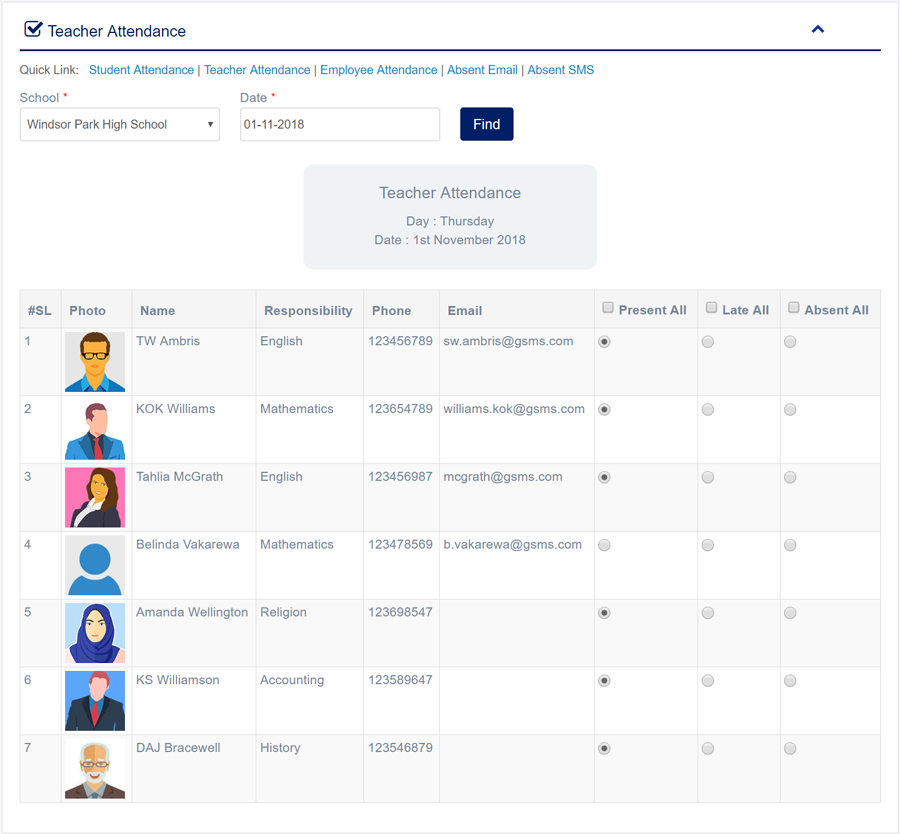 Teacher Attendance
Quick Link: Student Attendance | Teacher Attendance | Employee Attendance | Absent Email | Absent SMS
School * Date *
Windsor Park High School 01-11-2018 Find
Teacher Attendance
Day : Thursday
Date : 1st November 2018
#SL Photo Name Responsibility Phone Email Present All Late All Absent All
1 TW Ambris English 123456789 sw.ambris@gsms.com
2 KOK Williams Mathematics 123654789 williams.kok@gsms.com
3 Tahlia McGrath English 123456987 mcgrath@gsms.com
4 Belinda Vakarewa Mathematics 123478569 b.vakarewa@gsms.com
5 Amanda Wellington Religion 123698547
6 KS Williamson Accounting 123589647
7 DAJ Bracewell History 123546879